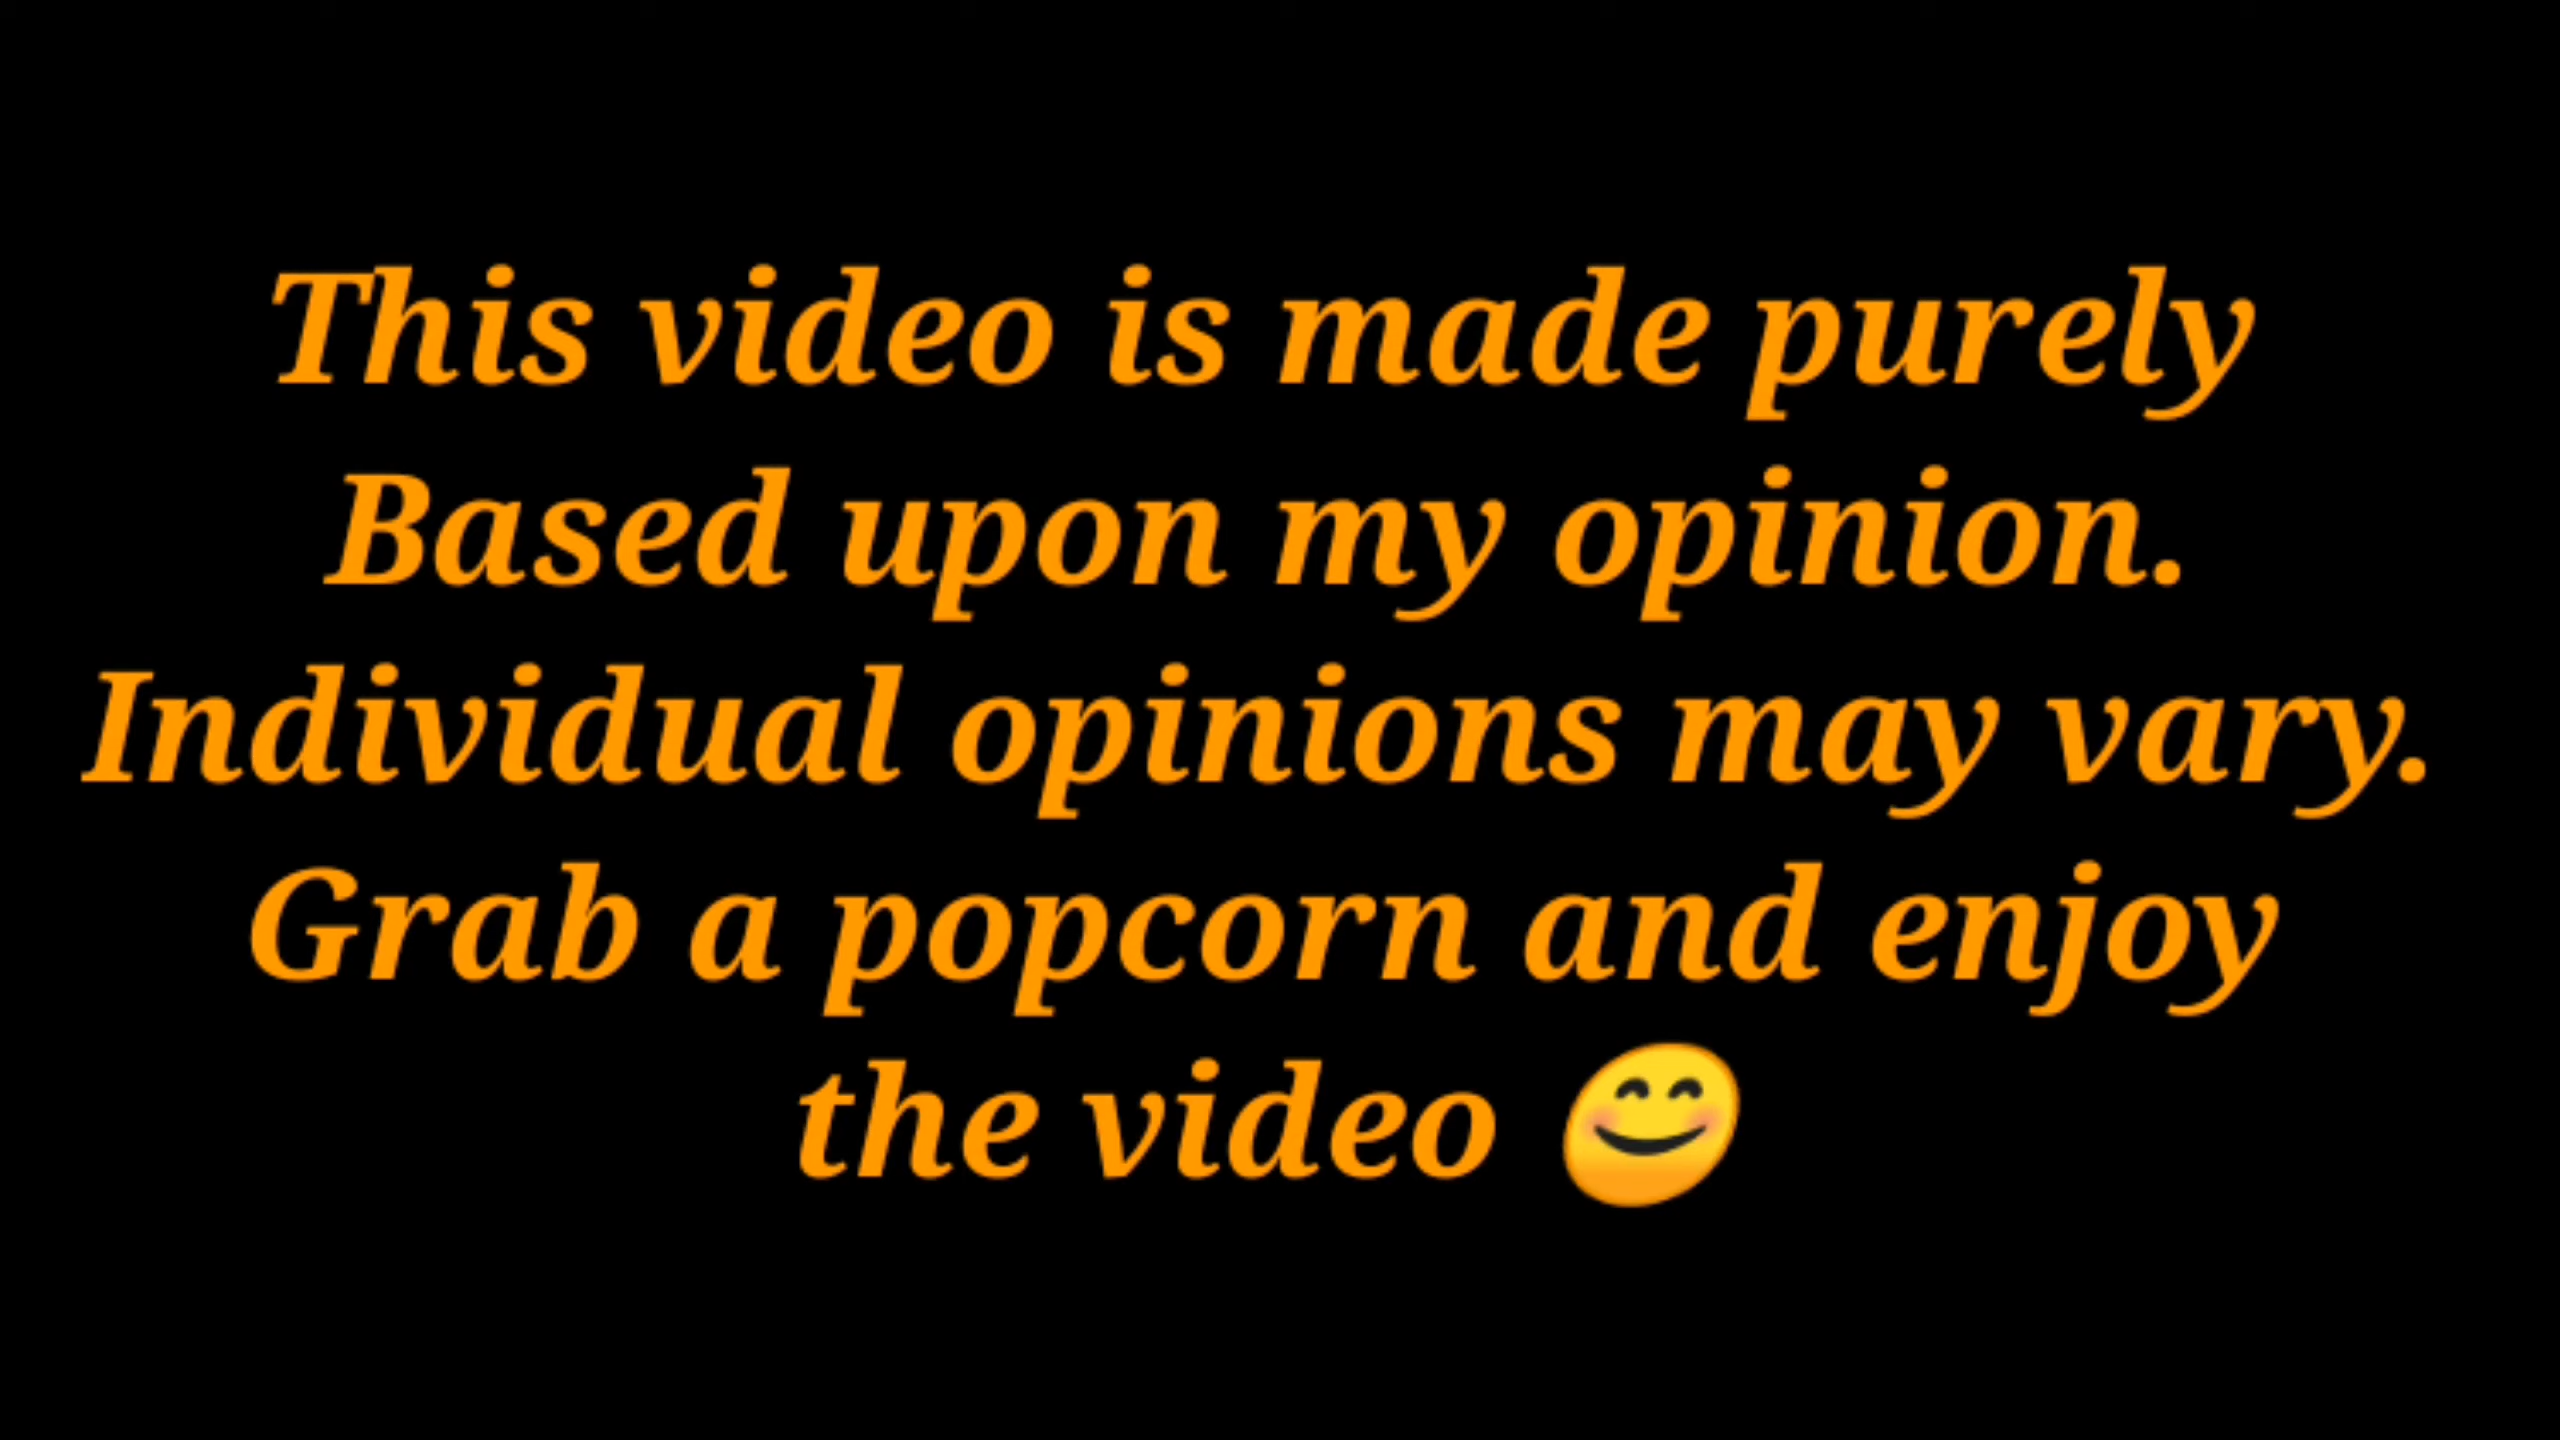 This video is made purely
Based upon my opinion.
Individual opinions may vary.
Grab a popcorn and enjoy
the video 😊